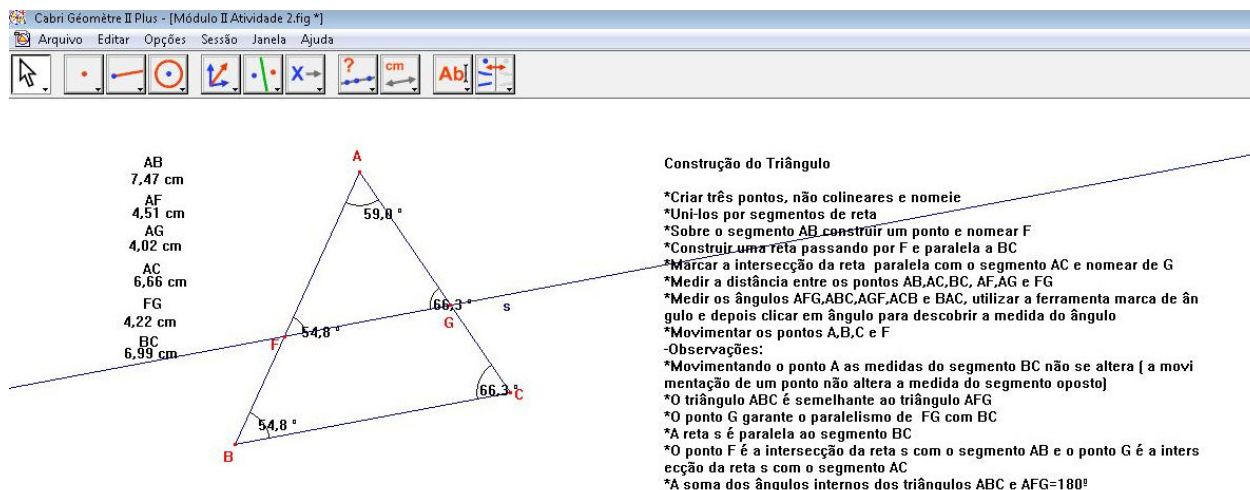 Cabri Géomètre II Plus - [Módulo II Atividade 2.fig *]
Arquivo Editar Opções Sessão Janela Ajuda
? cm Ab
AB
7,47 cm
AF
4,51 cm
AG
4,02 cm
AC
6,66 cm
FG
4,22 cm
BC
6,99 cm
A
59,0 °
66,3 °
G
s
F
54,8 °
66,3 °
C
54,8 °
B
Construção do Triângulo
*Criar três pontos, não colineares e nomeie
*Uni-los por segmentos de reta
*Sobre o segmento AB construir um ponto e nomear F
*Construir uma reta passando por F e paralela a BC
*Marcar a intersecção da reta paralela com o segmento AC e nomear de G
*Medir a distância entre os pontos AB,AC,BC, AF,AG e FG
*Medir os ângulos AFG,ABC,AGF,ACB e BAC, utilizar a ferramenta marca de ân
gulo e depois clicar em ângulo para descobrir a medida do ângulo
*Movimentar os pontos A,B,C e F
-Observações:
*Movimentando o ponto A as medidas do segmento BC não se altera ( a movi
mentação de um ponto não altera a medida do segmento oposto)
*O triângulo ABC é semelhante ao triângulo AFG
*O ponto G garante o paralelismo de FG com BC
*A reta s é paralela ao segmento BC
*O ponto F é a intersecção da reta s com o segmento AB e o ponto G é a inters
ecção da reta s com o segmento AC
*A soma dos ângulos internos dos triângulos ABC e AFG=180º